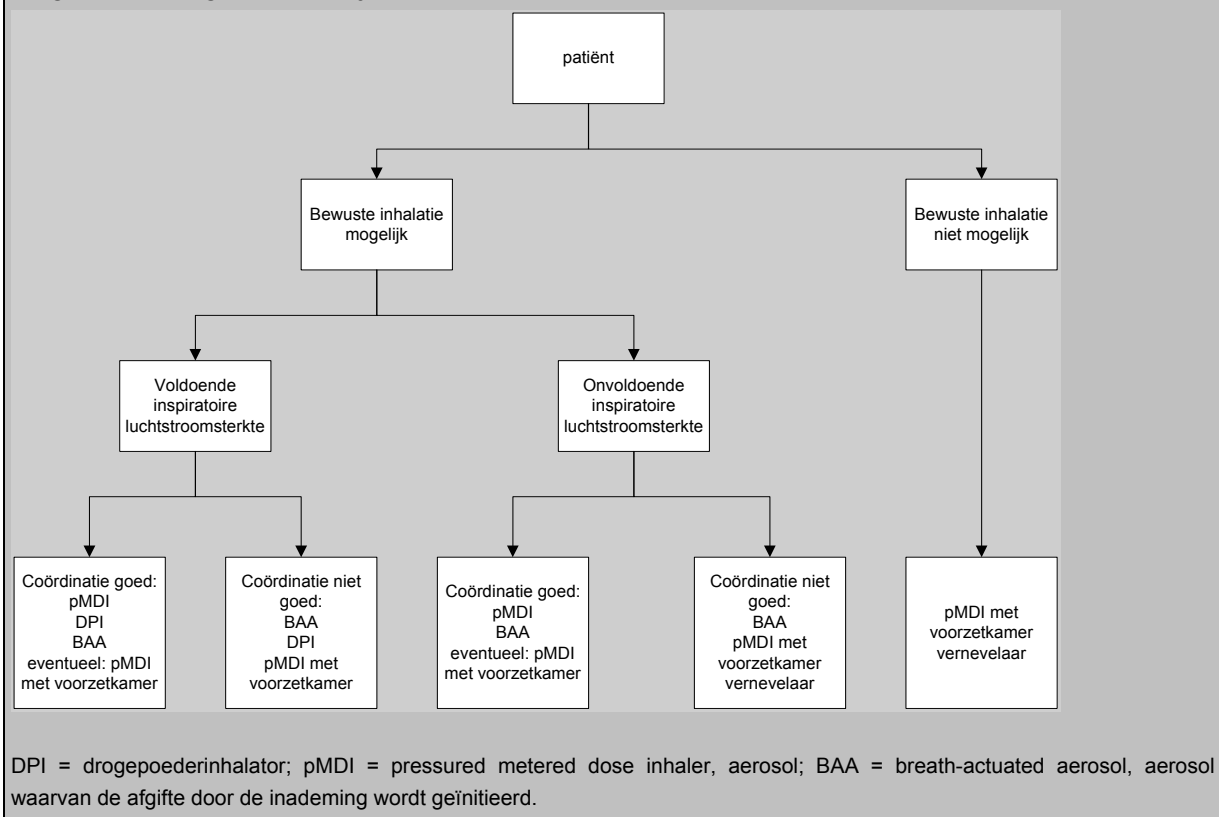 patiënt
Bewuste inhalatie
mogelijk
Bewuste inhalatie
niet mogelijk
Voldoende
inspiratoire
luchtstroomsterkte
Onvoldoende
inspiratoire
luchtstroomsterkte
Coördinatie goed:
pMDI
DPI
BAA
eventueel: pMDI
met voorzetkamer
Coördinatie niet
goed:
BAA
DPI
pMDI met
voorzetkamer
Coördinatie goed:
pMDI
BAA
eventueel: pMDI
met voorzetkamer
Coördinatie niet
goed:
BAA
pMDI met
voorzetkamer
vernevelaar
pMDI met
voorzetkamer
vernevelaar
DPI = drogepoederinhalator; pMDI = pressured metered dose inhaler, aerosol; BAA = breath-actuated aerosol, aerosol
waarvan de afgifte door de inademing wordt geïnitieerd.